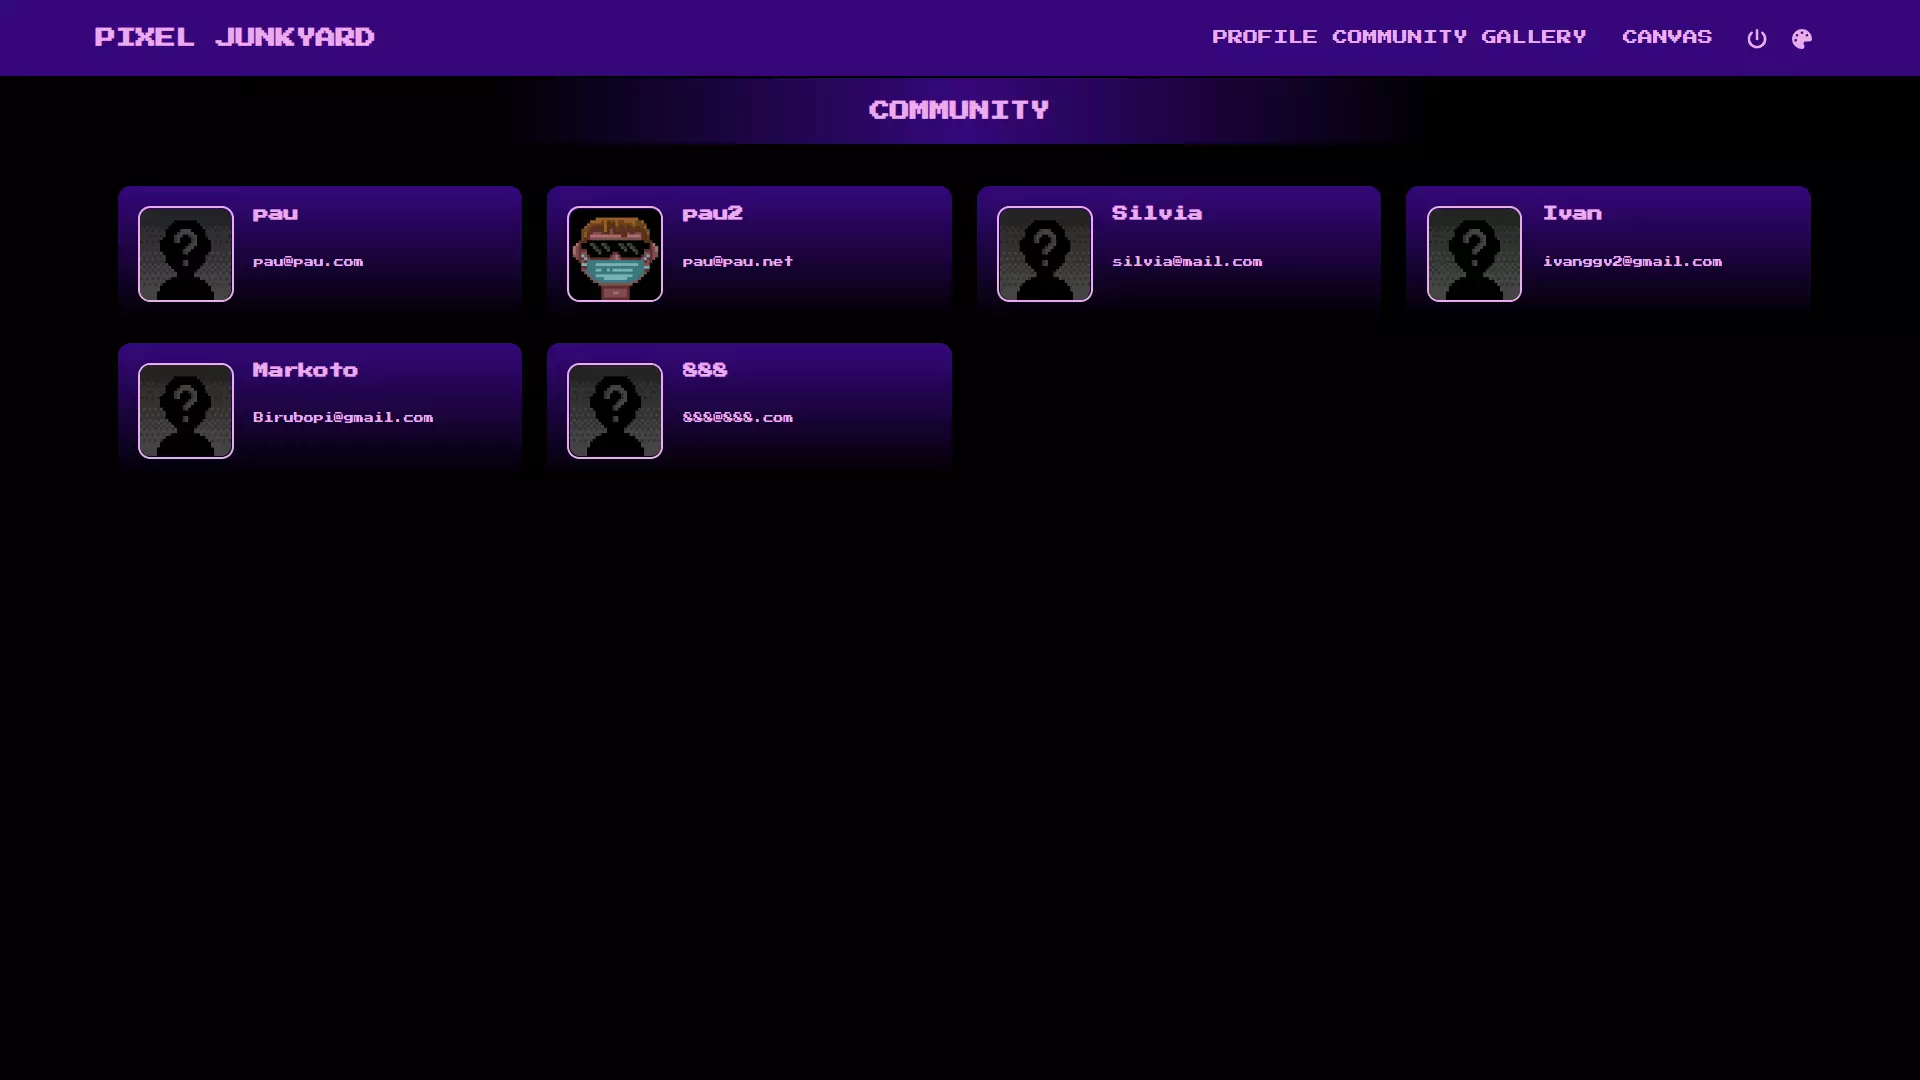 PIXEL JUNKYARD
PROFILE COMMUNITY GALLERY CANVAS
COMMUNITY
pau
pau@pau.com
pau2
pau@pau.net
Silvia
silvia@mail.com
Ivan
ivanggv2@gmail.com
Markoto
Birubopi@gmail.com
888
888@888.com